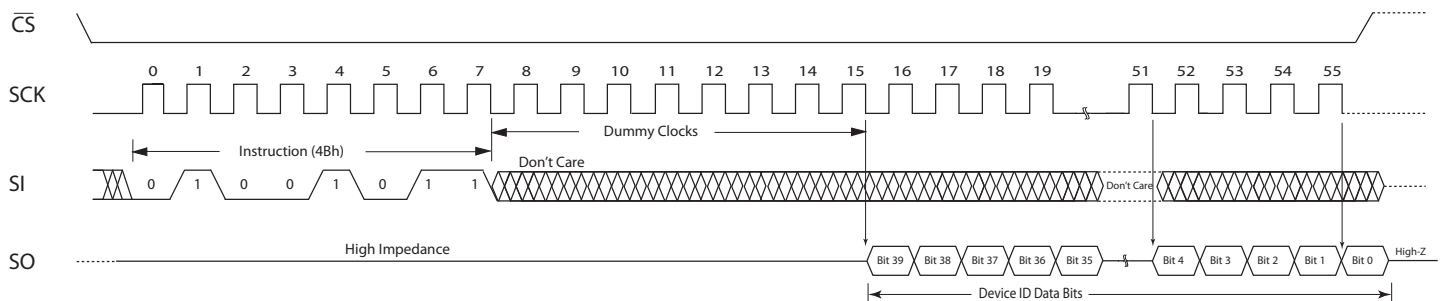 CS
0 1 2 3 4 5 6 7 8 9 10 11 12 13 14 15 16 17 18 19 51 52 53 54 55
SCK
Dummy Clocks
Instruction (4Bh)
Don't Care
SI
0 1 0 0 1 0 1 1
Don't Care
High Impedance
High-Z
SO
Bit 39 Bit 38 Bit 37 Bit 36 Bit 35 Bit 4 Bit 3 Bit 2 Bit 1 Bit 0
Device ID Data Bits